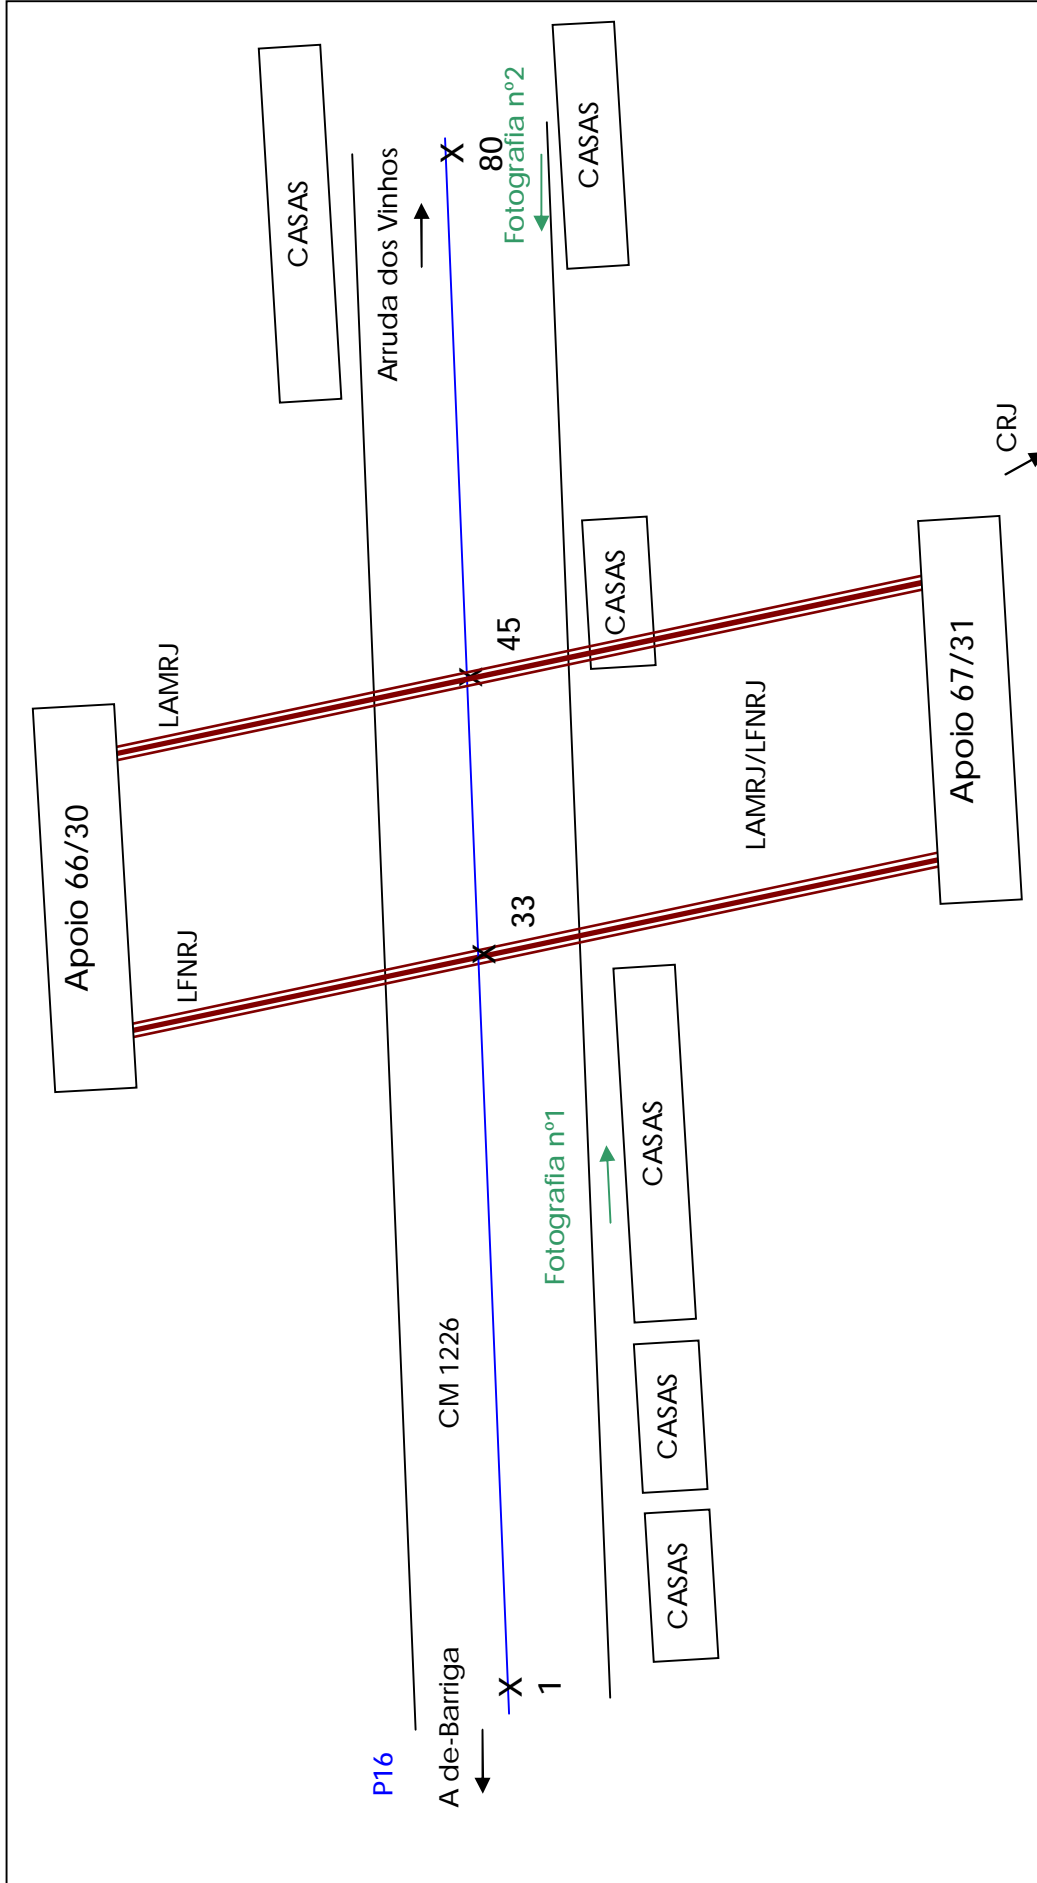 Apoio 66/30
LFNRJ
LAMRJ
CASAS
P16
A de-Barriga
CM 1226
Arruda dos Vinhos
X
1
X
33
X
45
X
80
Fotografia nº1
Fotografia nº2
CASAS
CASAS
CASAS
CASAS
CASAS
LAMRJ/LFNRJ
Apoio 67/31
CRJ